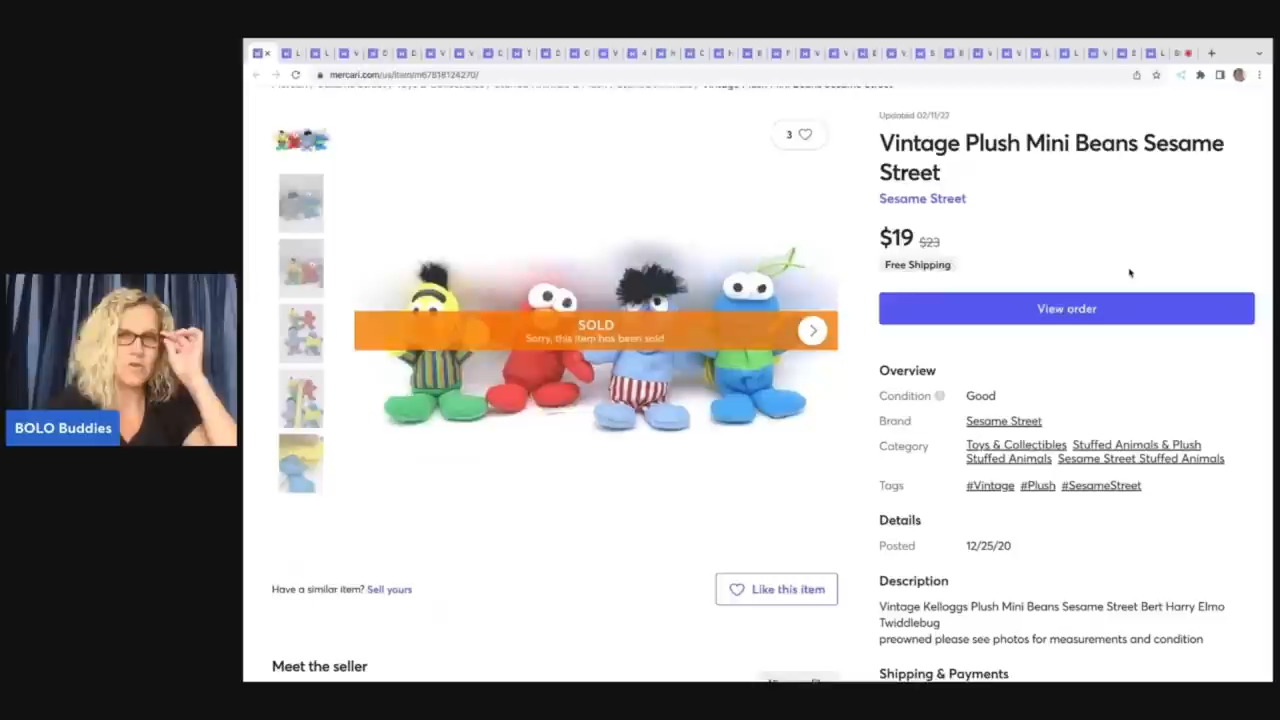 mercari.com/us/item/m67818124270/
3
SOLD
Sorry, this item has been sold
Updated 02/11/22
Vintage Plush Mini Beans Sesame
Street
Sesame Street
$19 $23
Free Shipping
View order
Overview
Condition Good
Brand Sesame Street
Category Toys & Collectibles Stuffed Animals & Plush
Stuffed Animals Sesame Street Stuffed Animals
Tags #Vintage #Plush #SesameStreet
Details
Posted 12/25/20
Description
Vintage Kelloggs Plush Mini Beans Sesame Street Bert Harry Elmo
Twiddlebug
preowned please see photos for measurements and condition
Shipping & Payments
Have a similar item? Sell yours
Like this item
Meet the seller
BOLO Buddies